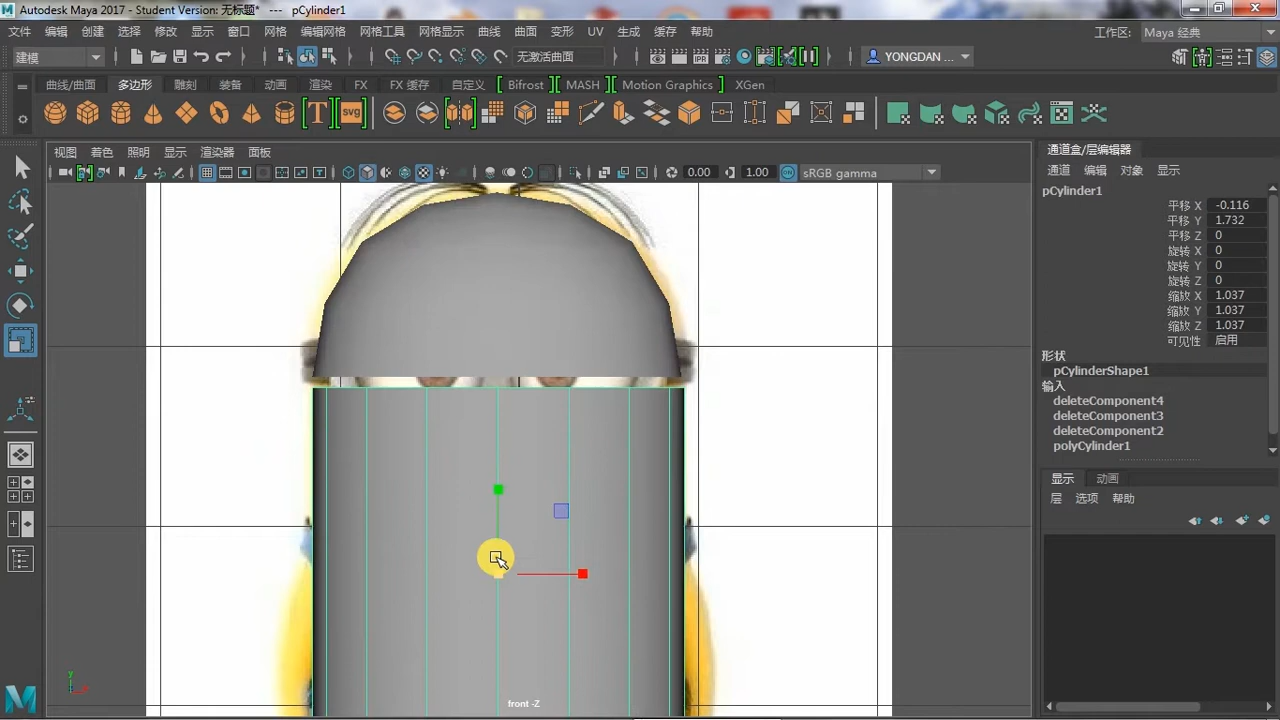 Autodesk Maya 2017 - Student Version: 无标题* --- pCylinder1
文件 编辑 创建 选择 修改 显示 窗口 网格 编辑网格 网格工具 网格显示 曲线 曲面 变形 UV 生成 缓存 帮助 工作区: Maya 经典
建模 无激活曲面 YONGDAN ...
曲线/曲面 多边形 雕刻 装备 动画 渲染 FX FX 缓存 自定义 Bifrost MASH Motion Graphics XGen
T svg
视图 着色 照明 显示 渲染器 面板
0.00 1.00 ON sRGB gamma
front -Z
通道盒/层编辑器
通道 编辑 对象 显示
pCylinder1
平移 X -0.116
平移 Y 1.732
平移 Z 0
旋转 X 0
旋转 Y 0
旋转 Z 0
缩放 X 1.037
缩放 Y 1.037
缩放 Z 1.037
可见性 启用
形状
pCylinderShape1
输入
deleteComponent4
deleteComponent3
deleteComponent2
polyCylinder1
显示 动画
层 选项 帮助